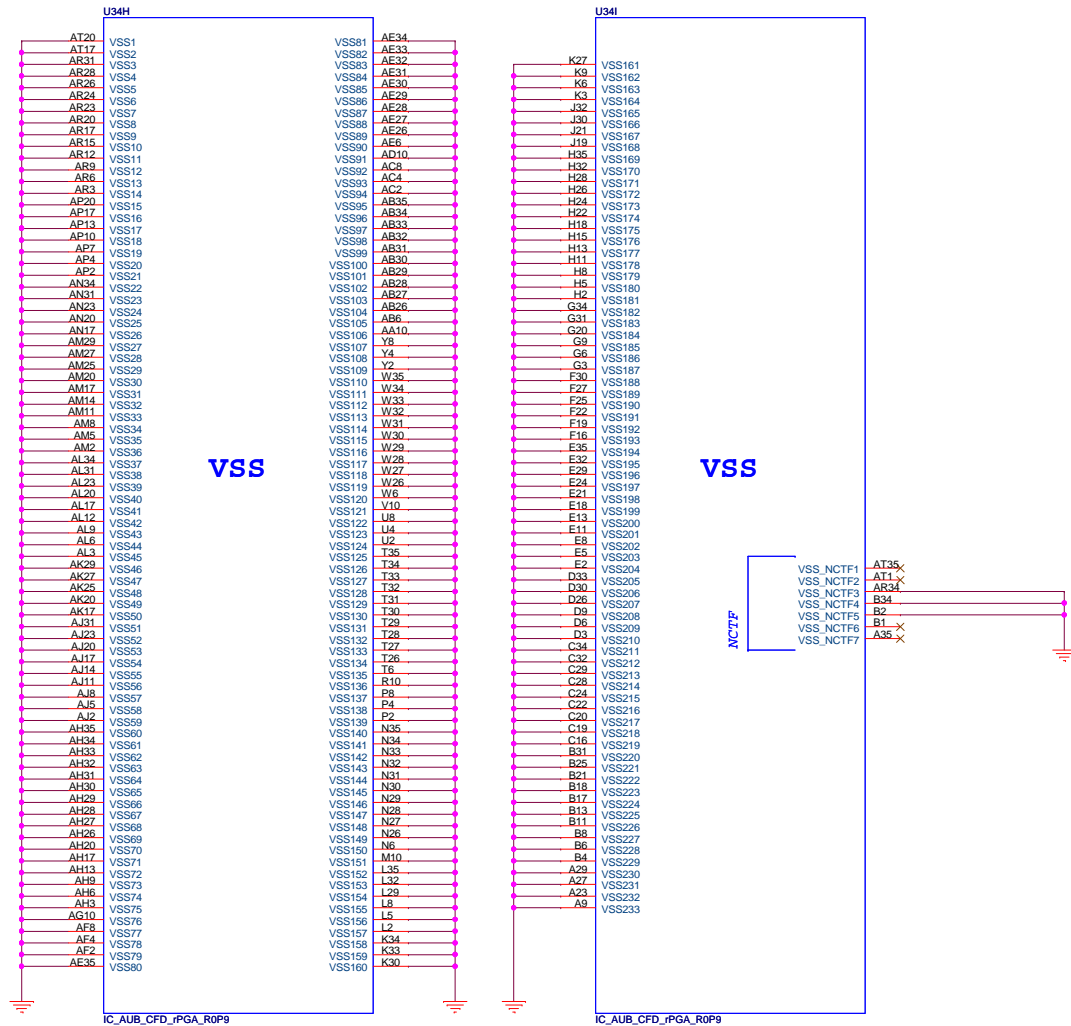 U34H
AT20 VSS1
AT17 VSS2
AR31 VSS3
AR28 VSS4
AR26 VSS5
AR24 VSS6
AR23 VSS7
AR20 VSS8
AR17 VSS9
AR15 VSS10
AR12 VSS11
AR9 VSS12
AR6 VSS13
AR3 VSS14
AP20 VSS15
AP17 VSS16
AP13 VSS17
AP10 VSS18
AP7 VSS19
AP4 VSS20
AP2 VSS21
AN34 VSS22
AN31 VSS23
AN23 VSS24
AN20 VSS25
AN17 VSS26
AM29 VSS27
AM27 VSS28
AM25 VSS29
AM20 VSS30
AM17 VSS31
AM14 VSS32
AM11 VSS33
AM8 VSS34
AM5 VSS35
AM2 VSS36
AL34 VSS37
AL31 VSS38
AL23 VSS39
AL20 VSS40
AL17 VSS41
AL12 VSS42
AL9 VSS43
AL6 VSS44
AL3 VSS45
AK29 VSS46
AK27 VSS47
AK25 VSS48
AK20 VSS49
AK17 VSS50
AJ31 VSS51
AJ23 VSS52
AJ20 VSS53
AJ17 VSS54
AJ14 VSS55
AJ11 VSS56
AJ8 VSS57
AJ5 VSS58
AJ2 VSS59
AH35 VSS60
AH34 VSS61
AH33 VSS62
AH32 VSS63
AH31 VSS64
AH30 VSS65
AH29 VSS66
AH28 VSS67
AH27 VSS68
AH26 VSS69
AH20 VSS70
AH17 VSS71
AH13 VSS72
AH9 VSS73
AH6 VSS74
AH3 VSS75
AG10 VSS76
AF8 VSS77
AF4 VSS78
AF2 VSS79
AE35 VSS80
VSS
VSS81 AE34
VSS82 AE33
VSS83 AE32
VSS84 AE31
VSS85 AE30
VSS86 AE29
VSS87 AE28
VSS88 AE27
VSS89 AE26
VSS90 AE6
VSS91 AD10
VSS92 AC8
VSS93 AC4
VSS94 AC2
VSS95 AB35
VSS96 AB34
VSS97 AB33
VSS98 AB32
VSS99 AB31
VSS100 AB30
VSS101 AB29
VSS102 AB28
VSS103 AB27
VSS104 AB26
VSS105 AB6
VSS106 AA10
VSS107 Y8
VSS108 Y4
VSS109 Y2
VSS110 W35
VSS111 W34
VSS112 W33
VSS113 W32
VSS114 W31
VSS115 W30
VSS116 W29
VSS117 W28
VSS118 W27
VSS119 W26
VSS120 W6
VSS121 V10
VSS122 U8
VSS123 U4
VSS124 U2
VSS125 T35
VSS126 T34
VSS127 T33
VSS128 T32
VSS129 T31
VSS130 T30
VSS131 T29
VSS132 T28
VSS133 T27
VSS134 T26
VSS135 T6
VSS136 R10
VSS137 P8
VSS138 P4
VSS139 P2
VSS140 N35
VSS141 N34
VSS142 N33
VSS143 N32
VSS144 N31
VSS145 N30
VSS146 N29
VSS147 N28
VSS148 N27
VSS149 N26
VSS150 N6
VSS151 M10
VSS152 L35
VSS153 L32
VSS154 L29
VSS155 L8
VSS156 L5
VSS157 L2
VSS158 K34
VSS159 K33
VSS160 K30
IC_AUB_CFD_rPGA_R0P9
U34I
K27 VSS161
K9 VSS162
K6 VSS163
K3 VSS164
J32 VSS165
J30 VSS166
J21 VSS167
J19 VSS168
H35 VSS169
H32 VSS170
H28 VSS171
H26 VSS172
H24 VSS173
H22 VSS174
H18 VSS175
H15 VSS176
H13 VSS177
H11 VSS178
H8 VSS179
H5 VSS180
H2 VSS181
G34 VSS182
G31 VSS183
G20 VSS184
G9 VSS185
G6 VSS186
G3 VSS187
F30 VSS188
F27 VSS189
F25 VSS190
F22 VSS191
F19 VSS192
F16 VSS193
E35 VSS194
E32 VSS195
E29 VSS196
E24 VSS197
E21 VSS198
E18 VSS199
E13 VSS200
E11 VSS201
E8 VSS202
E5 VSS203
E2 VSS204
D33 VSS205
D30 VSS206
D26 VSS207
D9 VSS208
D6 VSS209
D3 VSS210
C34 VSS211
C32 VSS212
C29 VSS213
C28 VSS214
C24 VSS215
C22 VSS216
C20 VSS217
C19 VSS218
C16 VSS219
B31 VSS220
B25 VSS221
B21 VSS222
B18 VSS223
B17 VSS224
B13 VSS225
B11 VSS226
B8 VSS227
B6 VSS228
B4 VSS229
A29 VSS230
A27 VSS231
A23 VSS232
A9 VSS233
VSS
NCTF
VSS_NCTF1 AT35
VSS_NCTF2 AT1
VSS_NCTF3 AR34
VSS_NCTF4 B34
VSS_NCTF5 B2
VSS_NCTF6 B1
VSS_NCTF7 A35
IC_AUB_CFD_rPGA_R0P9